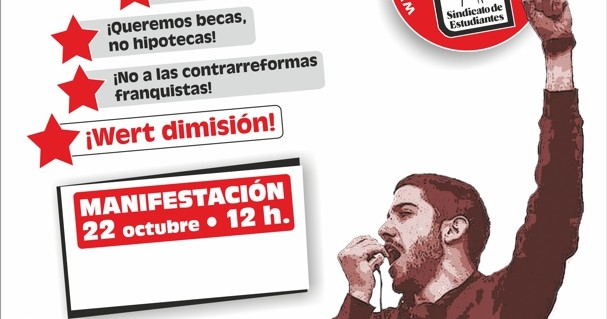 ¡Queremos becas,
no hipotecas!
¡No a las contrarreformas
franquistas!
¡Wert dimisión!
MANIFESTACIÓN
22 octubre • 12 h.
Sindicato de
Estudiantes